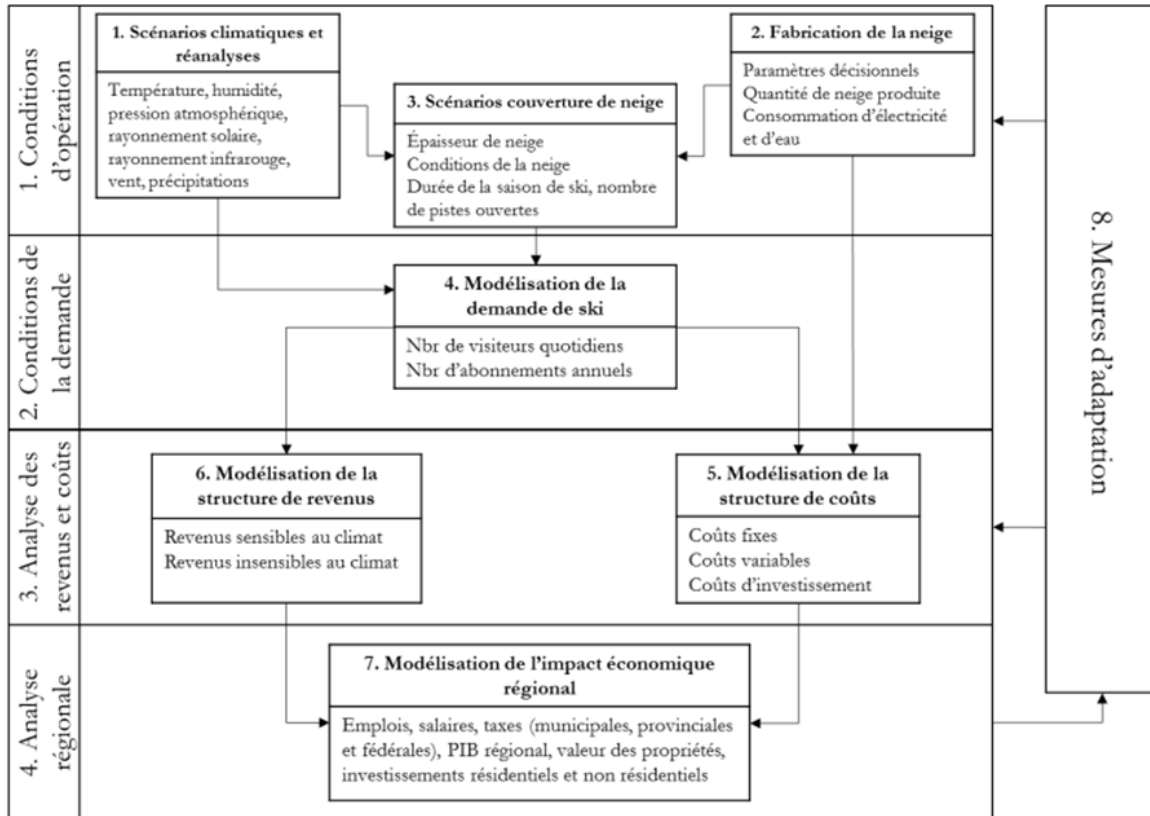 1. Conditions
d'opération
1. Scénarios climatiques et
réanalyses
Température, humidité,
pression atmosphérique,
rayonnement solaire,
rayonnement infrarouge,
vent, précipitations
3. Scénarios couverture de neige
Épaisseur de neige
Conditions de la neige
Durée de la saison de ski, nombre
de pistes ouvertes
2. Fabrication de la neige
Paramètres décisionnels
Quantité de neige produite
Consommation d'électricité
et d'eau
2. Conditions de
la demande
4. Modélisation de la
demande de ski
Nbr de visiteurs quotidiens
Nbr d'abonnements annuels
3. Analyse des
revenus et coûts
6. Modélisation de la
structure de revenus
Revenus sensibles au climat
Revenus insensibles au climat
5. Modélisation de la
structure de coûts
Coûts fixes
Coûts variables
Coûts d'investissement
4. Analyse
régionale
7. Modélisation de l'impact économique
régional
Emplois, salaires, taxes (municipales, provinciales
et fédérales), PIB régional, valeur des propriétés,
investissements résidentiels et non résidentiels
8. Mesures d'adaptation